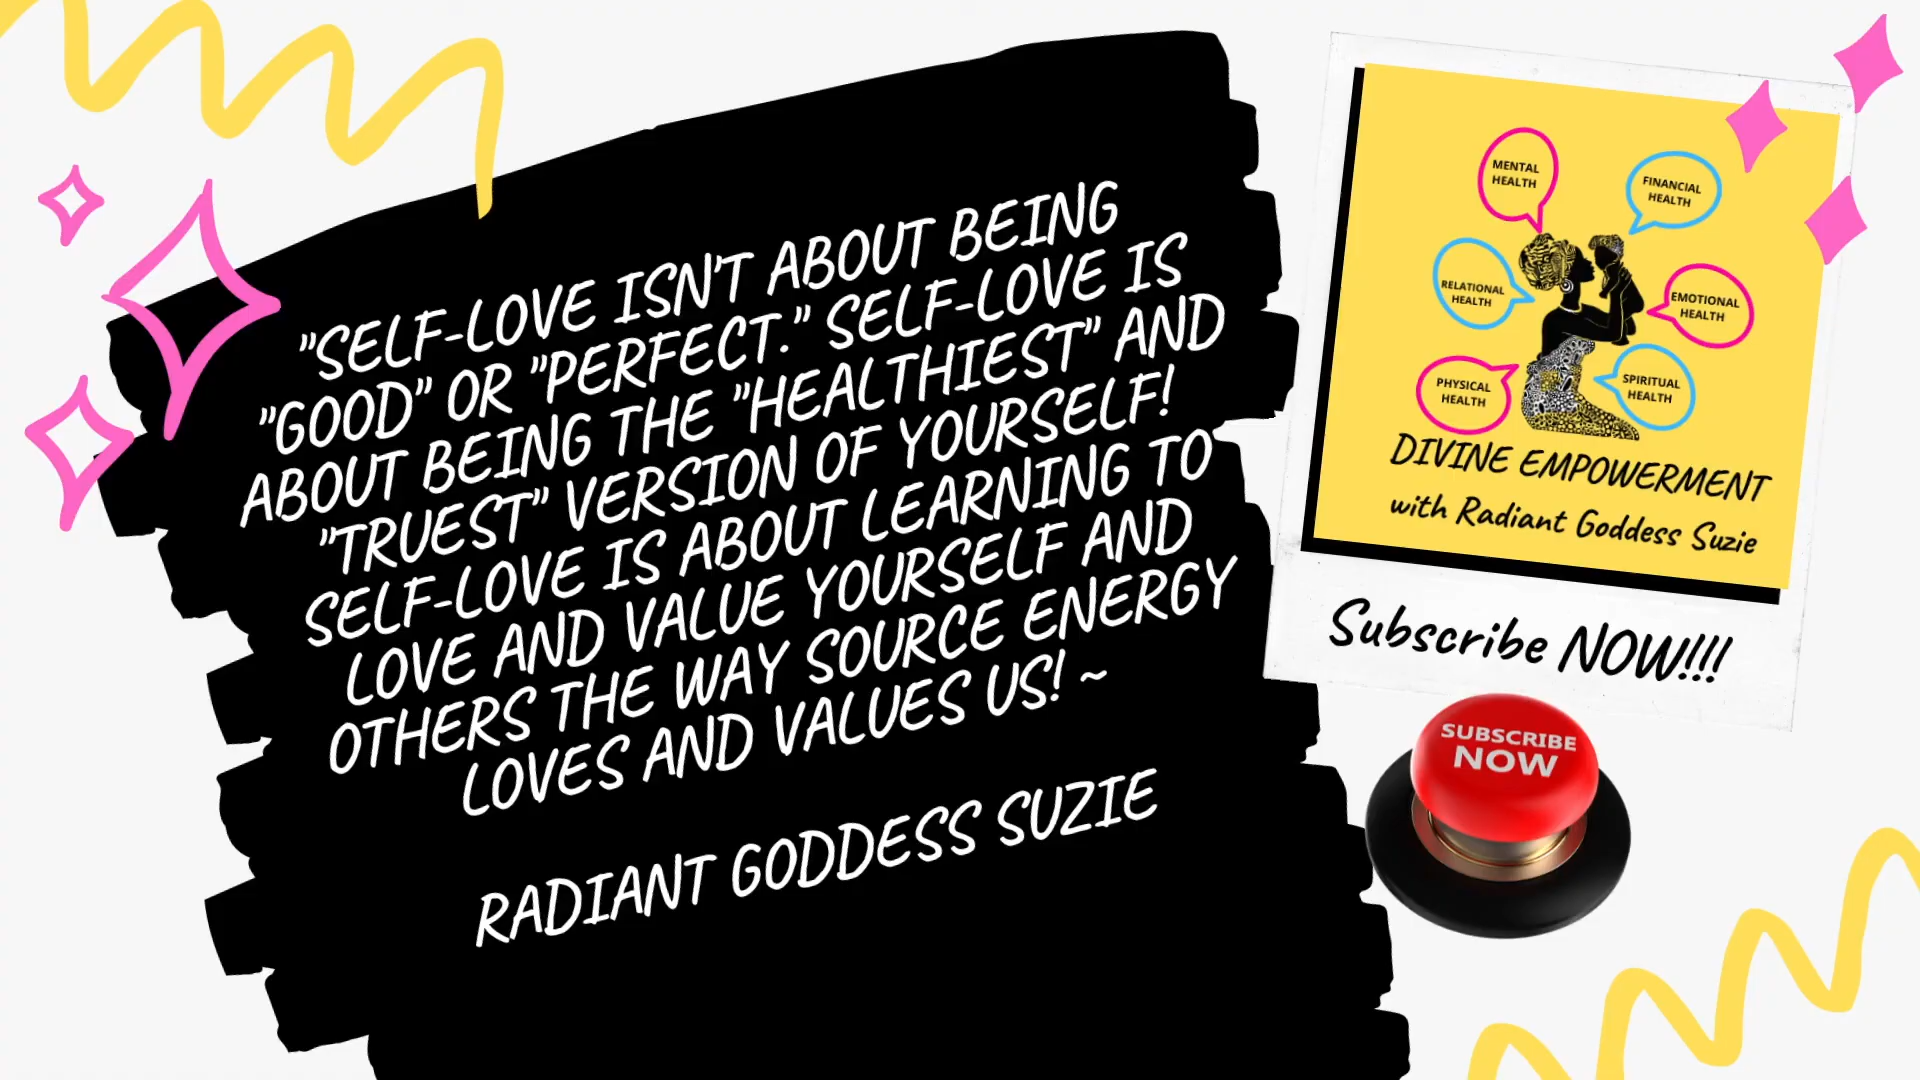 "SELF-LOVE ISN'T ABOUT BEING
"GOOD" OR "PERFECT." SELF-LOVE IS
ABOUT BEING THE "HEALTHIEST" AND
"TRUEST" VERSION OF YOURSELF!
SELF-LOVE IS ABOUT LEARNING TO
LOVE AND VALUE YOURSELF AND
OTHERS THE WAY SOURCE ENERGY
LOVES AND VALUES US! ~
RADIANT GODDESS SUZIE
MENTAL
HEALTH
FINANCIAL
HEALTH
RELATIONAL
HEALTH
EMOTIONAL
HEALTH
PHYSICAL
HEALTH
SPIRITUAL
HEALTH
DIVINE EMPOWERMENT
with Radiant Goddess Suzie
Subscribe NOW!!!
SUBSCRIBE
NOW